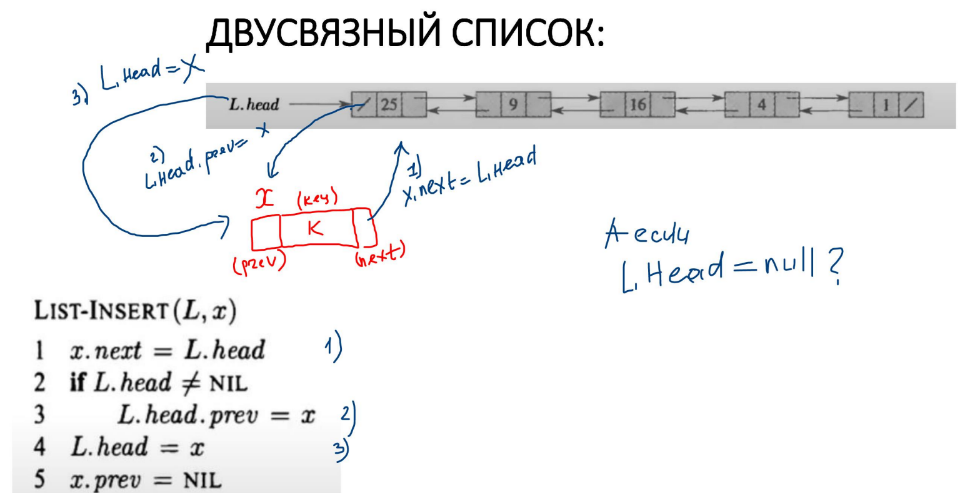 ДВУСВЯЗНЫЙ СПИСОК:
3) L.Head = X
L.head
/ 25
9
16
4
1 /
2) L.Head.prev = x
1) x.next = L.Head
x (key)
K
(prev) (next)
А если
L.Head = null?
LIST-INSERT(L, x)
1 x.next = L.head 1)
2 if L.head ≠ NIL
3 L.head.prev = x 2)
4 L.head = x 3)
5 x.prev = NIL